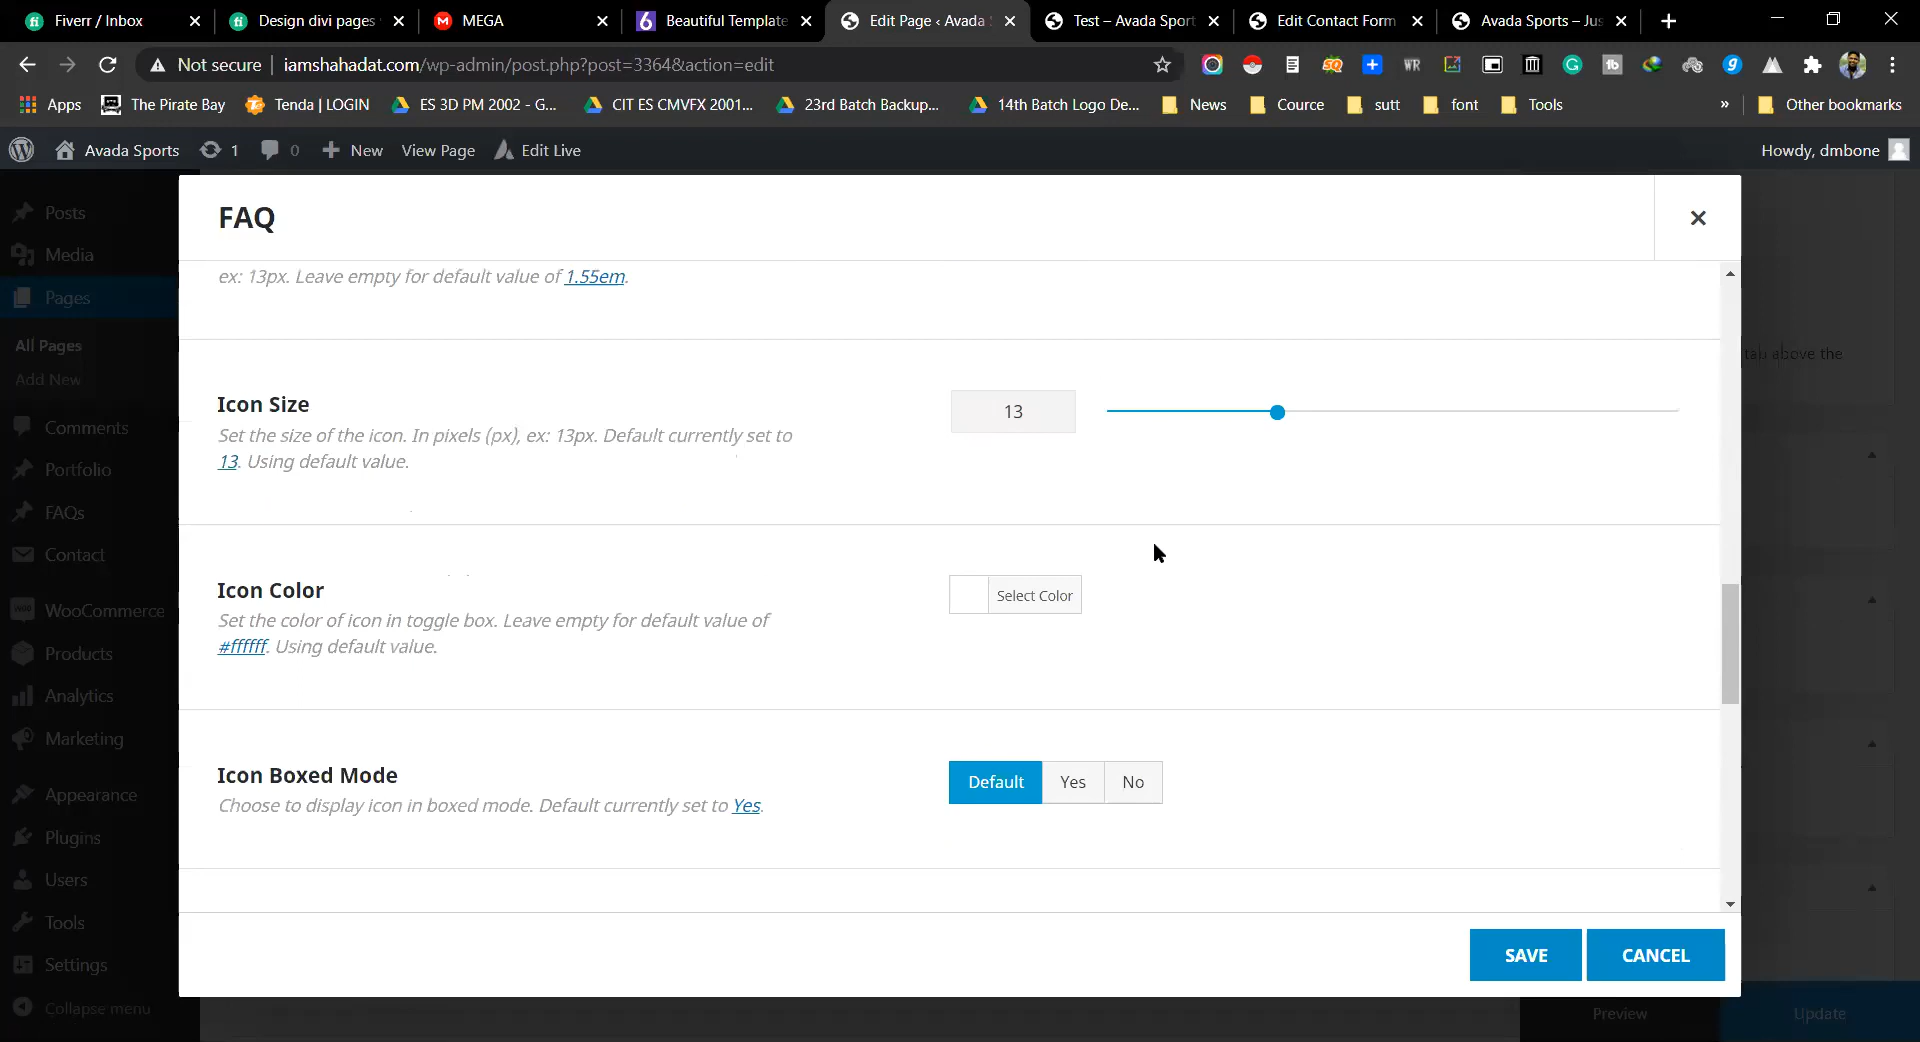 Fiverr / Inbox
Design divi pages
MEGA
Beautiful Template
Edit Page ‹ Avada
Test – Avada Sport
Edit Contact Form
Avada Sports – Jus
Not secure | iamshahadat.com/wp-admin/post.php?post=3364&action=edit
Apps
The Pirate Bay
Tenda | LOGIN
ES 3D PM 2002 - G...
CIT ES CMVFX 2001...
23rd Batch Backup...
14th Batch Logo De...
News
Cource
sutt
font
Tools
»
Other bookmarks
Avada Sports
1
0
New
View Page
Edit Live
Howdy, dmbone
Posts
Media
Pages
All Pages
Add New
Comments
Portfolio
FAQs
Contact
WooCommerce
Products
Analytics
Marketing
Appearance
Plugins
Users
Tools
Settings
Collapse menu
FAQ
ex: 13px. Leave empty for default value of 1.55em.
Icon Size
Set the size of the icon. In pixels (px), ex: 13px. Default currently set to
13. Using default value.
13
Icon Color
Set the color of icon in toggle box. Leave empty for default value of
#ffffff. Using default value.
Select Color
Icon Boxed Mode
Choose to display icon in boxed mode. Default currently set to Yes.
Default
Yes
No
SAVE
CANCEL
tab above the
Preview
Update